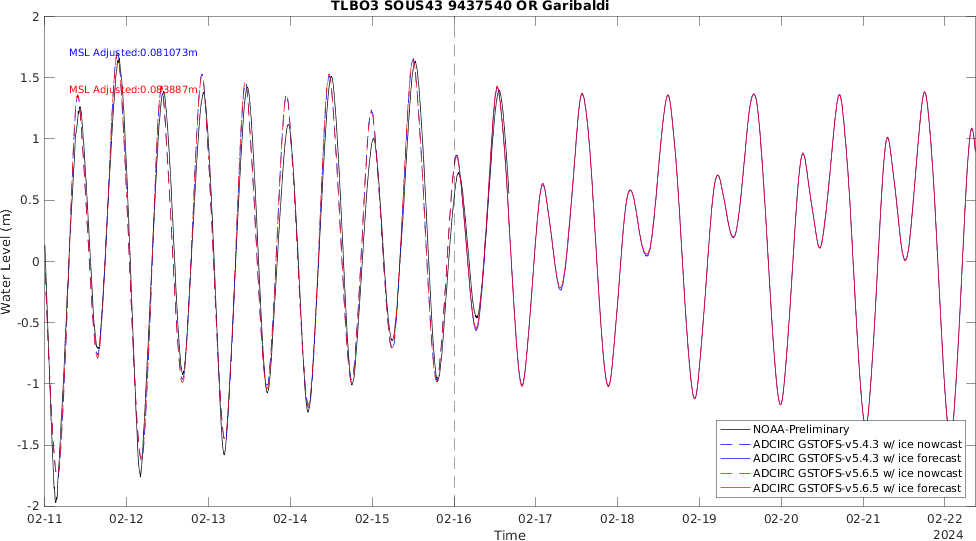 TLBO3 SOUS43 9437540 OR Garibaldi
2
1.5
1
0.5
0
-0.5
-1
-1.5
-2
Water Level (m)
MSL Adjusted:0.081073m
MSL Adjusted:0.083887m
NOAA-Preliminary
ADCIRC GSTOFS-v5.4.3 w/ ice nowcast
ADCIRC GSTOFS-v5.4.3 w/ ice forecast
ADCIRC GSTOFS-v5.6.5 w/ ice nowcast
ADCIRC GSTOFS-v5.6.5 w/ ice forecast
02-11 02-12 02-13 02-14 02-15 02-16 02-17 02-18 02-19 02-20 02-21 02-22
Time
2024